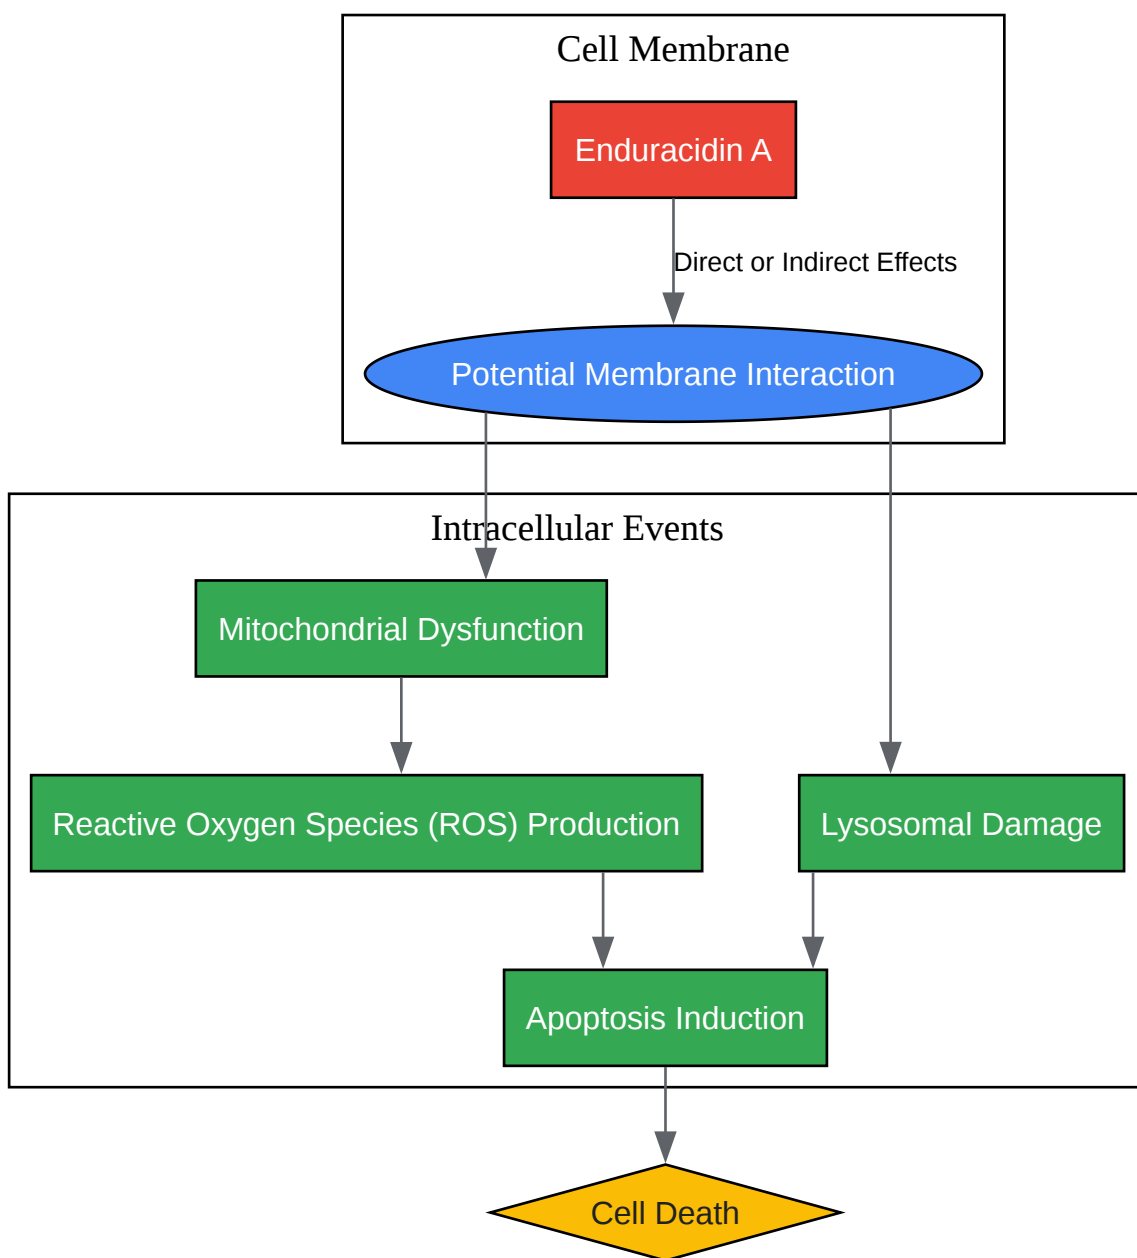 Cell Membrane
Enduracidin A
Direct or Indirect Effects
Potential Membrane Interaction
Intracellular Events
Mitochondrial Dysfunction
Reactive Oxygen Species (ROS) Production
Lysosomal Damage
Apoptosis Induction
Cell Death